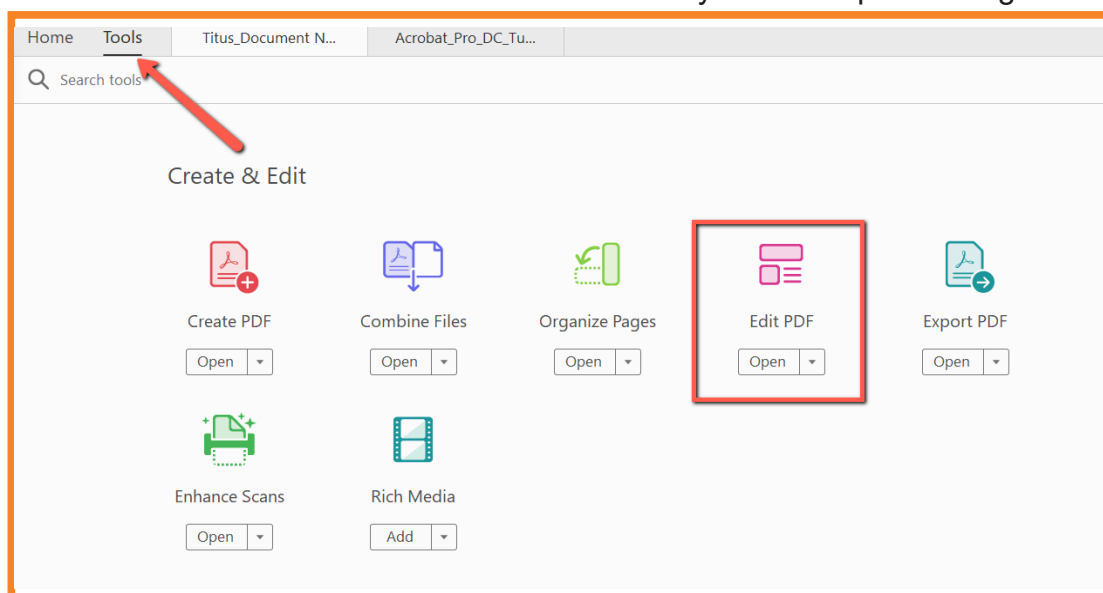 Home Tools Titus_Document N... Acrobat_Pro_DC_Tu...
Search tools
Create & Edit
Create PDF Combine Files Organize Pages Edit PDF Export PDF
Open Open Open Open Open
Enhance Scans Rich Media
Open Add